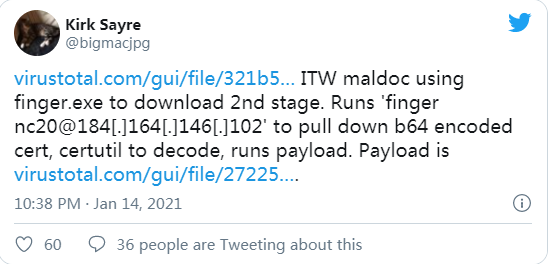 Kirk Sayre
@bigmacjpg
virustotal.com/gui/file/321b5... ITW maldoc using
finger.exe to download 2nd stage. Runs 'finger
nc20@184[.]164[.]146[.]102' to pull down b64 encoded
cert, certutil to decode, runs payload. Payload is
virustotal.com/gui/file/27225....
10:38 PM · Jan 14, 2021
60 36 people are Tweeting about this